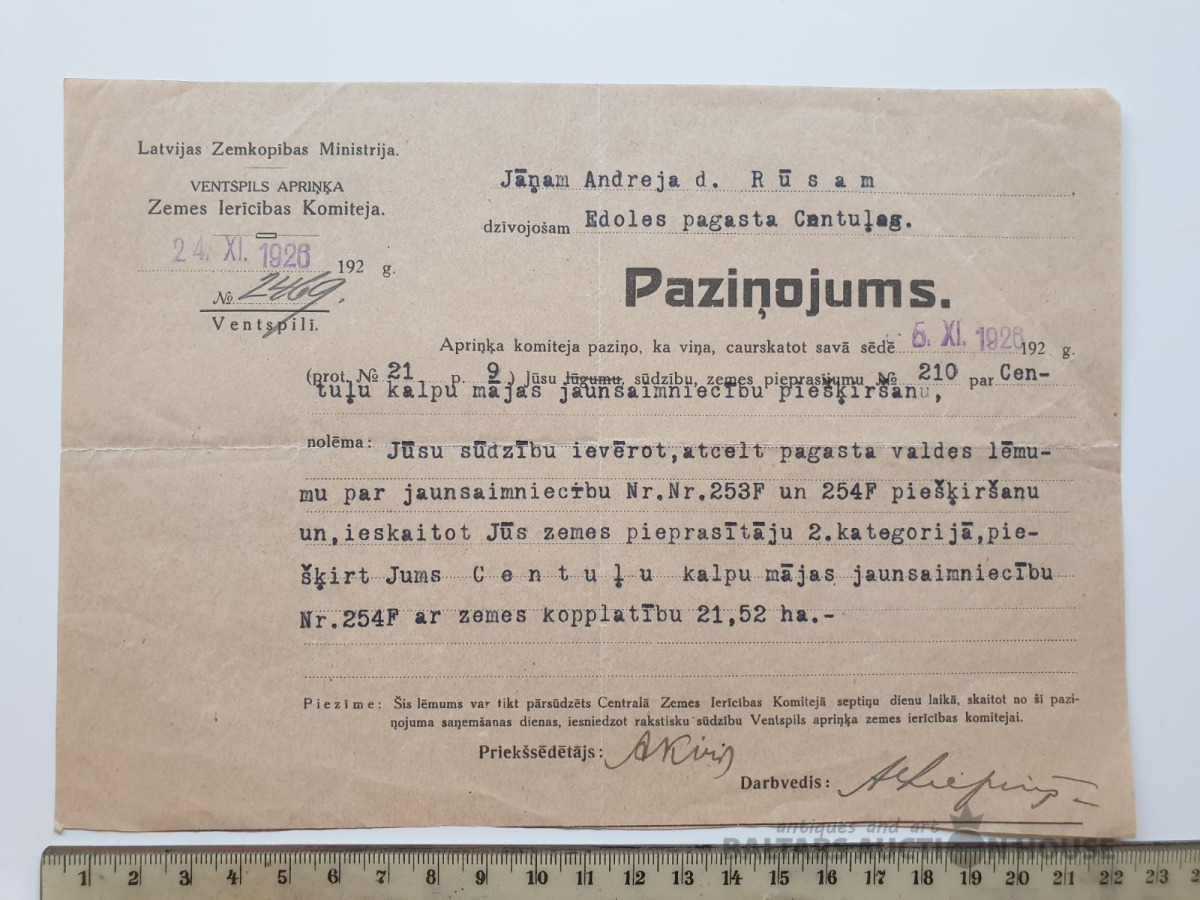 Latvijas Zemkopības Ministrija.
VENTSPILS APRIŅĶA
Zemes Ierīcības Komiteja.
24. XI. 1926 192 g.
№ 2469.
Ventspilī.
Jāņam Andreja d. Rūsam
dzīvojošam Edoles pagasta Centuļos.
Paziņojums.
Apriņķa komiteja paziņo, ka viņa, caurskatot savā sēdē 5. XI. 1926 192 g.
(prot. № 21 p. 9) Jūsu lūgumu, sūdzību, zemes pieprasījumu № 210 par Cen-
tuļu kalpu mājas jaunsaimniecību piešķiršanu,
nolēma: Jūsu sūdzību ievērot, atcelt pagasta valdes lēmu-
mu par jaunsaimniecību Nr.Nr.253F un 254F piešķiršanu
un, ieskaitot Jūs zemes pieprasītāju 2. kategorijā, pie-
šķirt Jums Centuļu kalpu mājas jaunsaimniecību
Nr.254F ar zemes kopplatību 21,52 ha.-
Piezīme: Šis lēmums var tikt pārsūdzēts Centralā Zemes Ierīcības Komitejā septiņu dienu laikā, skaitot no šī pazi-
ņojuma saņemšanas dienas, iesniedzot rakstisku sūdzību Ventspils apriņķa zemes ierīcības komitejai.
Priekšsēdētājs:
Darbvedis:
antiques and art
BALTARS AUCTION HOUSE
1 2 3 4 5 6 7 8 9 10 11 12 13 14 15 16 17 18 19 20 21 22 23